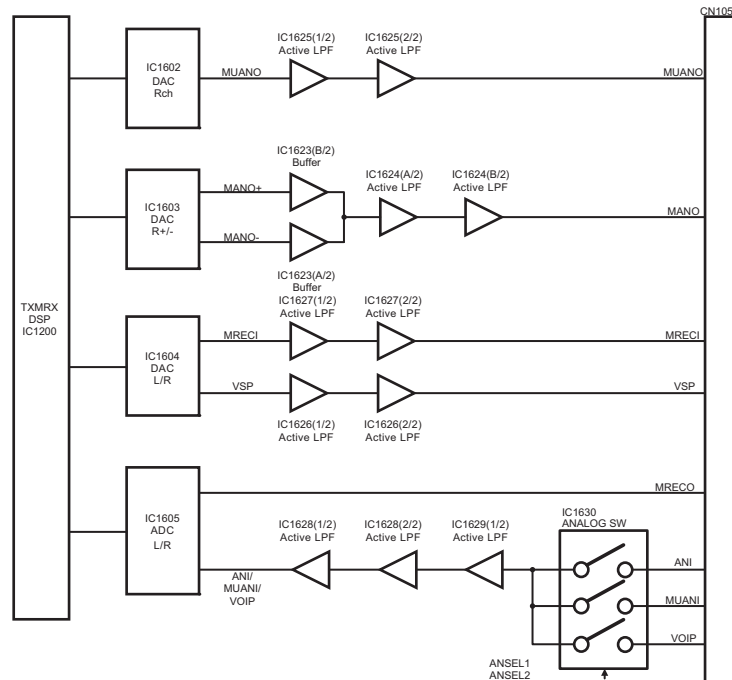 CN105
IC1625(1/2)
Active LPF
IC1625(2/2)
Active LPF
IC1602
DAC
Rch
MUANO
MUANO
IC1623(B/2)
Buffer
IC1624(A/2)
Active LPF
IC1624(B/2)
Active LPF
MANO+
IC1603
DAC
R+/-
MANO
MANO-
IC1623(A/2)
Buffer
IC1627(1/2)
Active LPF
IC1627(2/2)
Active LPF
TXMRX
DSP
IC1200
MRECI
MRECI
IC1604
DAC
L/R
VSP
VSP
IC1626(1/2)
Active LPF
IC1626(2/2)
Active LPF
MRECO
IC1605
ADC
L/R
IC1630
ANALOG SW
IC1628(1/2)
Active LPF
IC1628(2/2)
Active LPF
IC1629(1/2)
Active LPF
ANI/
MUANI/
VOIP
ANI
MUANI
VOIP
ANSEL1
ANSEL2